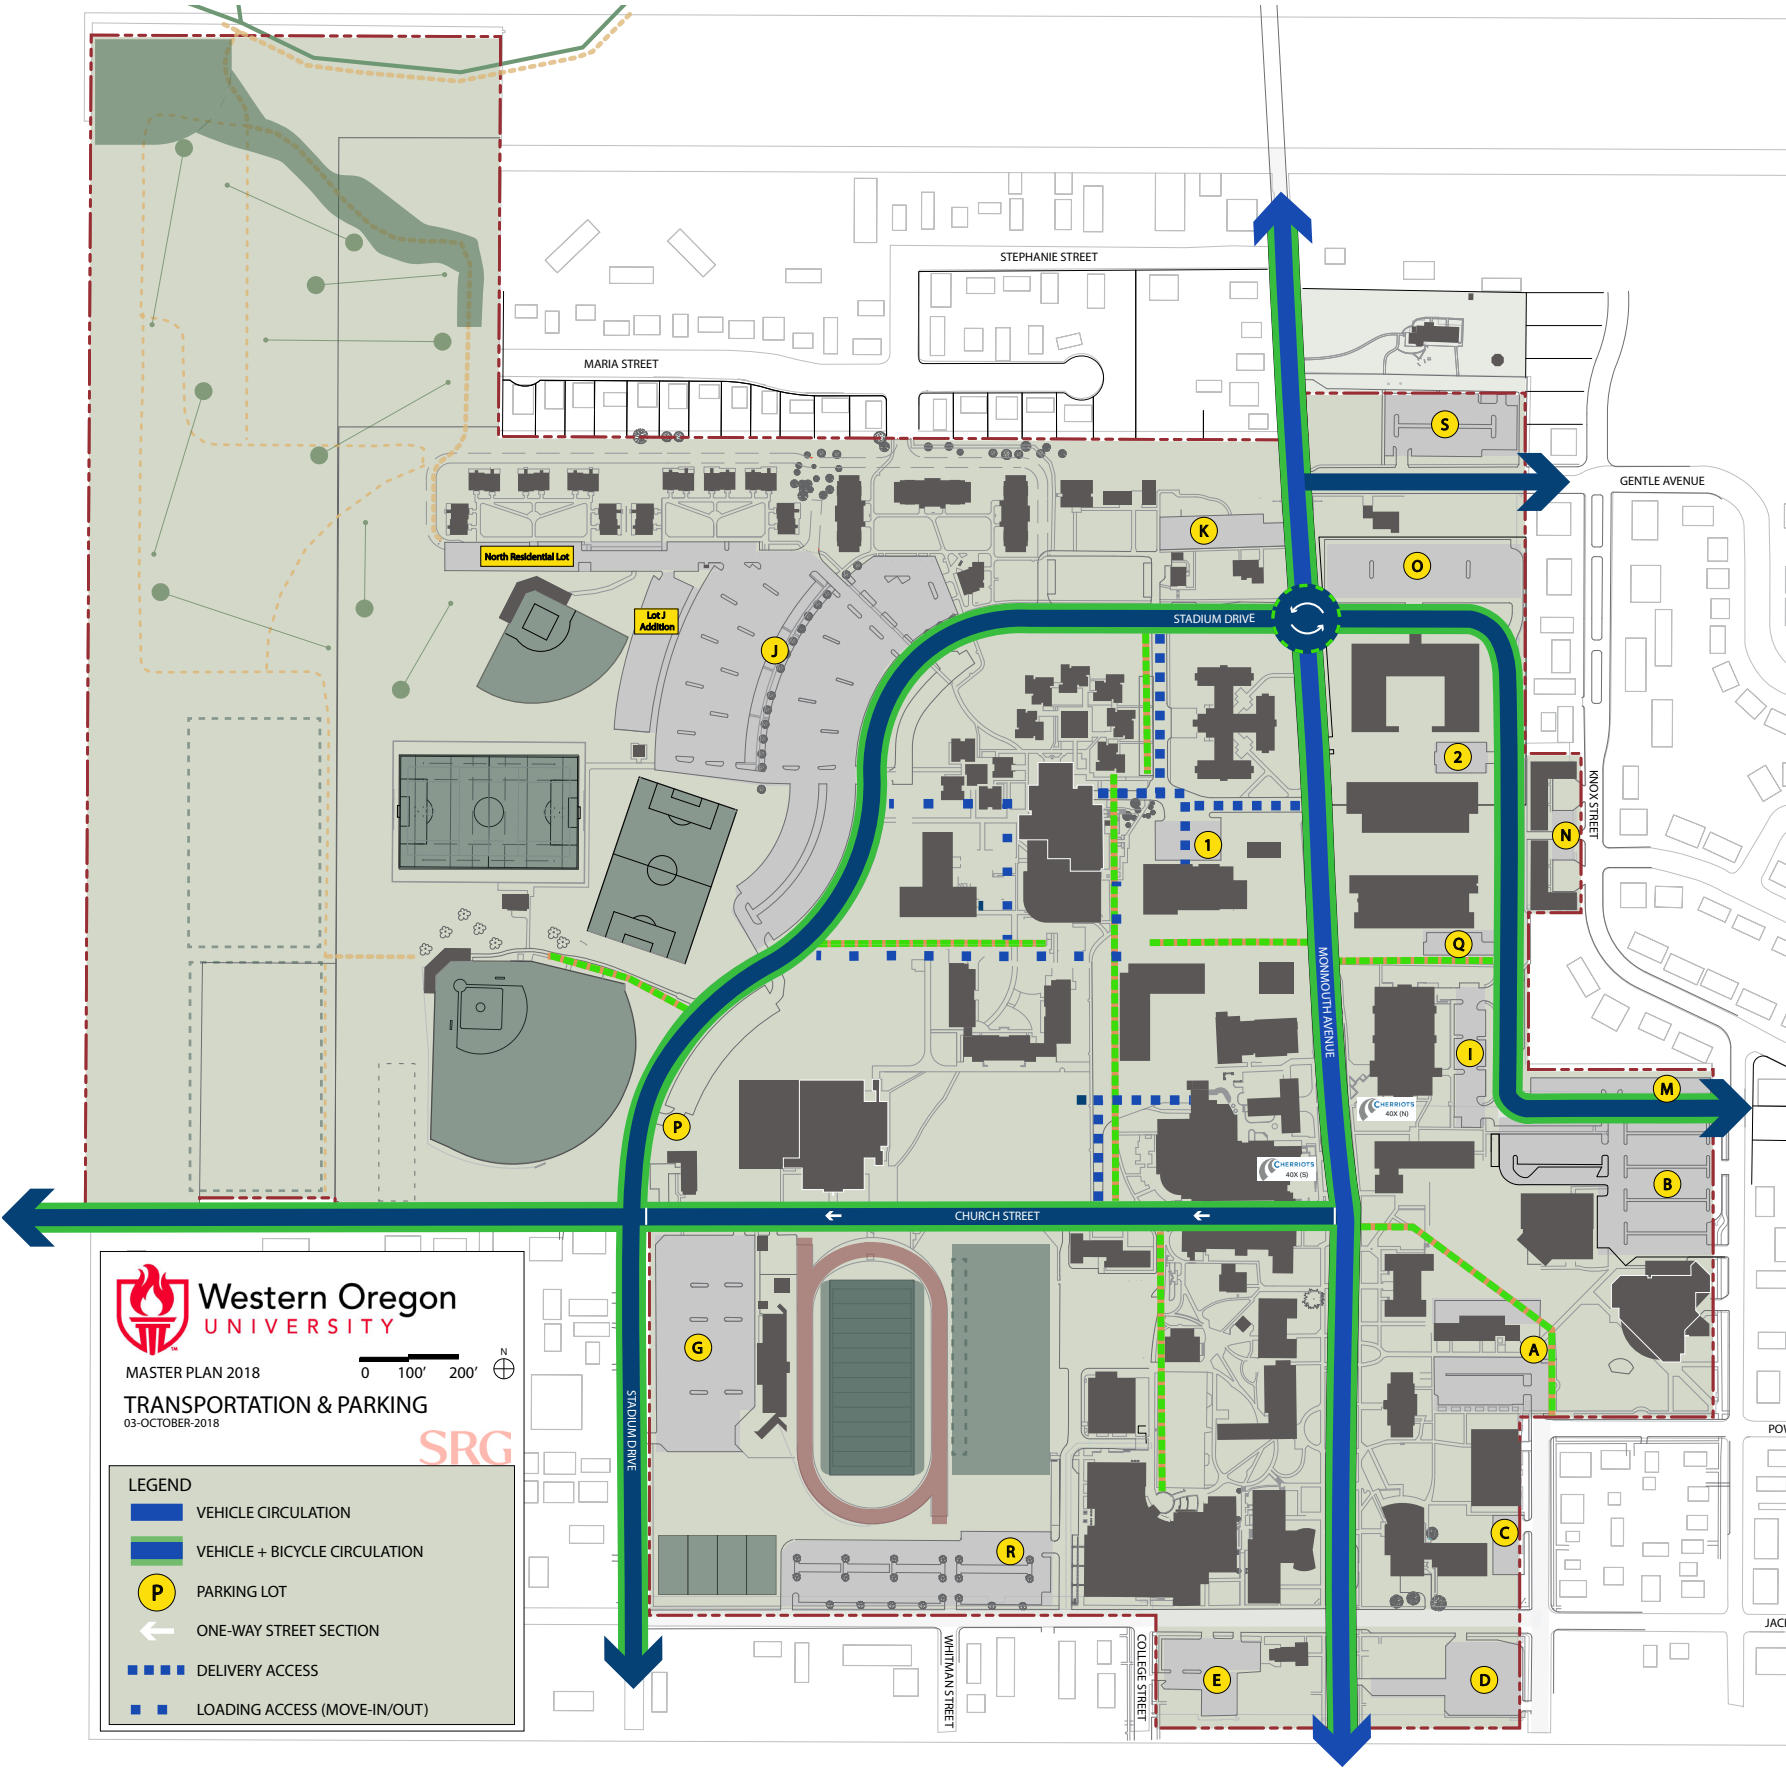 STEPHANIE STREET
MARIA STREET
S
GENTLE AVENUE
K
North Residential Lot
O
Lot J
Addition
STADIUM DRIVE
J
2
KNOX STREET
N
1
Q
MONMOUTH AVENUE
I
M
CHERRIOTS
40X (N)
P
CHERRIOTS
40X (S)
B
CHURCH STREET
Western Oregon
UNIVERSITY
TM
MASTER PLAN 2018
0 100' 200'
N
TRANSPORTATION & PARKING
03-OCTOBER-2018
SRG
G
A
STADIUM DRIVE
POW
LEGEND
VEHICLE CIRCULATION
VEHICLE + BICYCLE CIRCULATION
P PARKING LOT
ONE-WAY STREET SECTION
DELIVERY ACCESS
LOADING ACCESS (MOVE-IN/OUT)
R
C
JACK
WHITMAN STREET
COLLEGE STREET
E
D